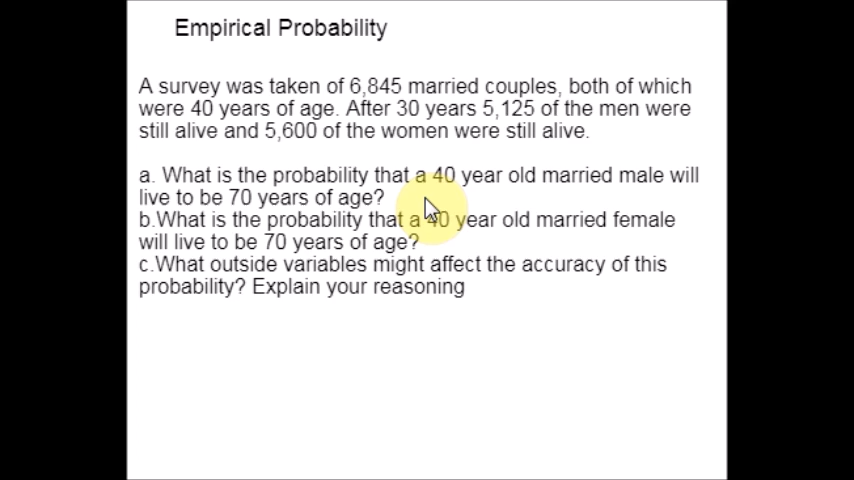 Empirical Probability
A survey was taken of 6,845 married couples, both of which
were 40 years of age. After 30 years 5,125 of the men were
still alive and 5,600 of the women were still alive.
a. What is the probability that a 40 year old married male will
live to be 70 years of age?
b.What is the probability that a 40 year old married female
will live to be 70 years of age?
c.What outside variables might affect the accuracy of this
probability? Explain your reasoning